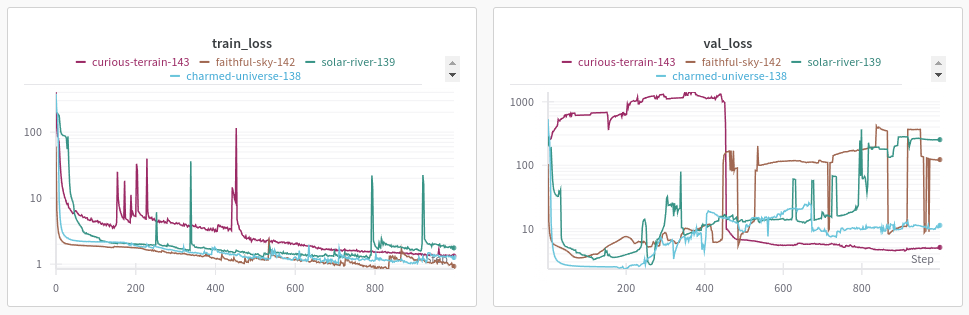 train_loss
curious-terrain-143 faithful-sky-142 solar-river-139
charmed-universe-138
100
10
1
0 200 400 600 800
val_loss
curious-terrain-143 faithful-sky-142 solar-river-139
charmed-universe-138
1000
100
10
Step
200 400 600 800